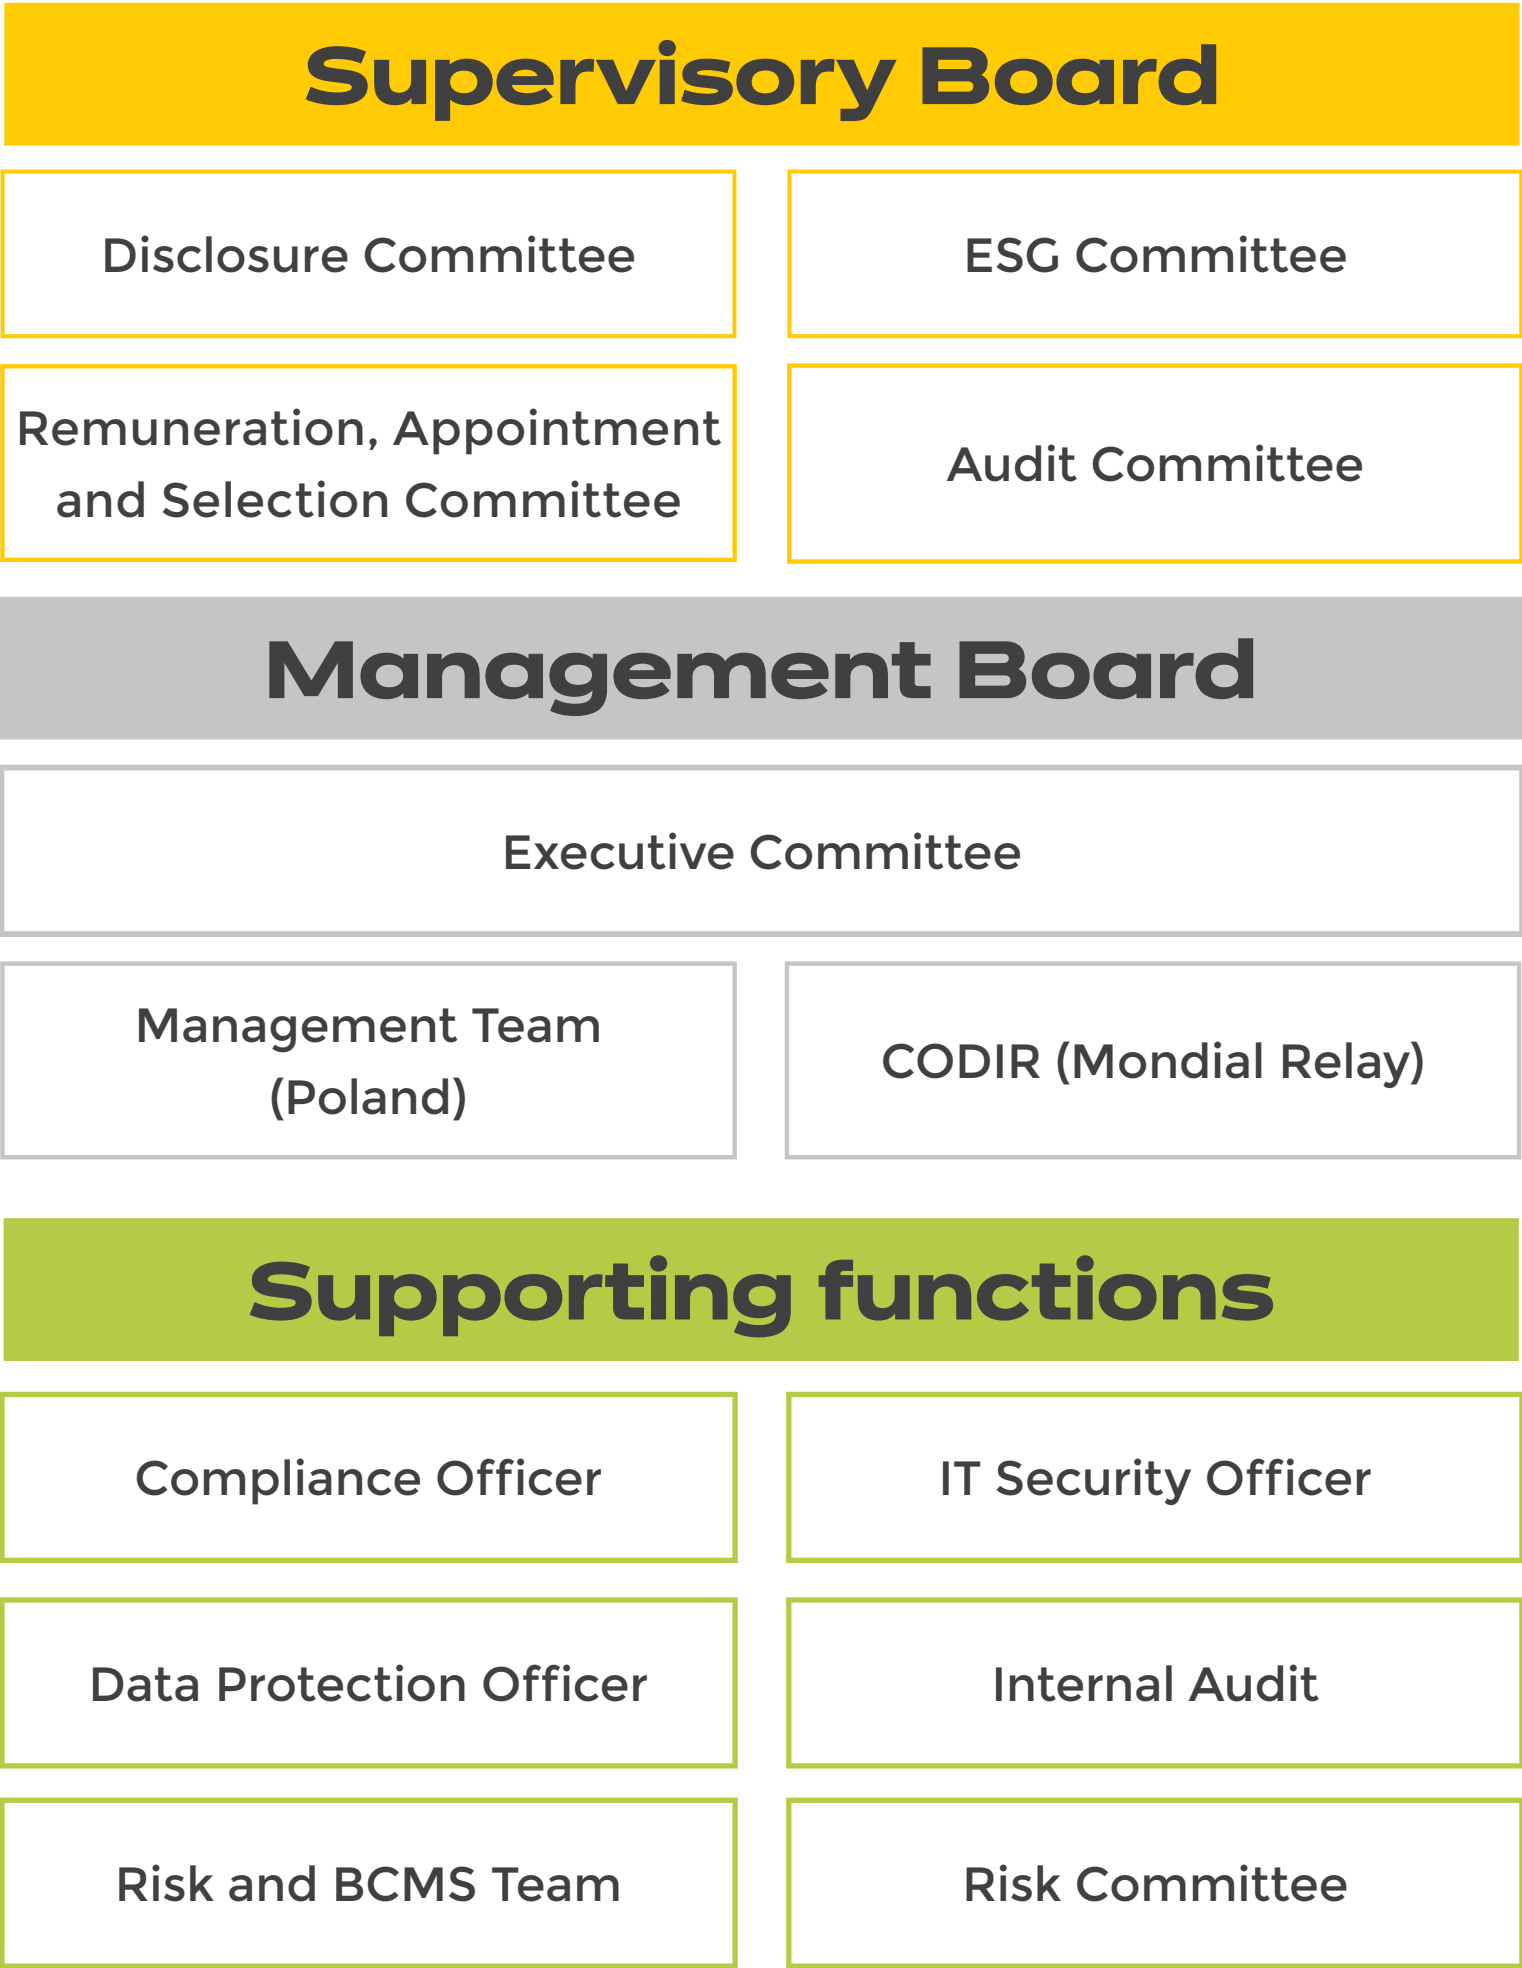 Supervisory Board
Disclosure Committee
ESG Committee
Remuneration, Appointment
and Selection Committee
Audit Committee
Management Board
Executive Committee
Management Team
(Poland)
CODIR (Mondial Relay)
Supporting functions
Compliance Officer
IT Security Officer
Data Protection Officer
Internal Audit
Risk and BCMS Team
Risk Committee